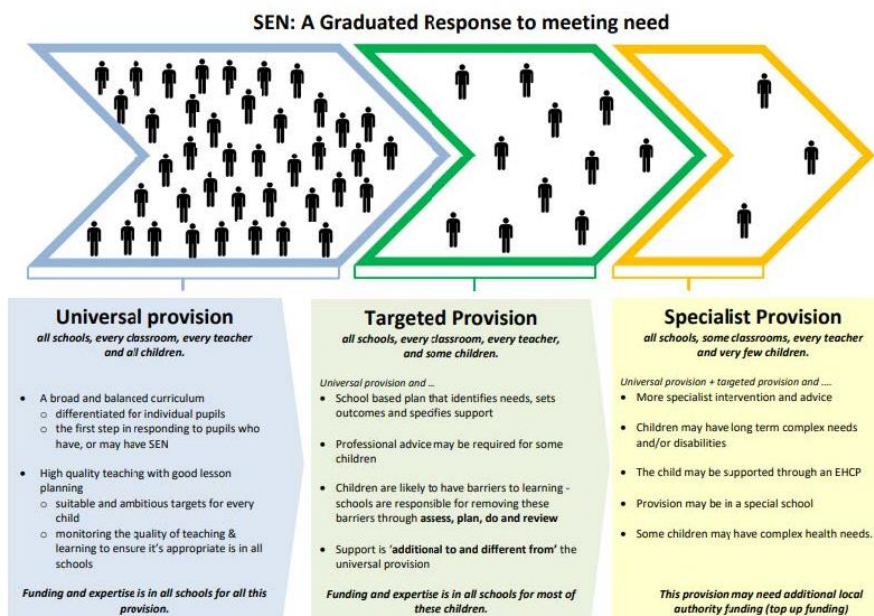 SEN: A Graduated Response to meeting need
Universal provision
all schools, every classroom, every teacher
and all children.
• A broad and balanced curriculum
o differentiated for individual pupils
o the first step in responding to pupils who
have, or may have SEN
• High quality teaching with good lesson
planning
o suitable and ambitious targets for every
child
o monitoring the quality of teaching &
learning to ensure it's appropriate is in all
schools
Funding and expertise is in all schools for all this
provision.
Targeted Provision
all schools, every classroom, every teacher,
and some children.
Universal provision and ...
• School based plan that identifies needs, sets
outcomes and specifies support
• Professional advice may be required for some
children
• Children are likely to have barriers to learning -
schools are responsible for removing these
barriers through assess, plan, do and review
• Support is 'additional to and different from' the
universal provision
Funding and expertise is in all schools for most of
these children.
Specialist Provision
all schools, some classrooms, every teacher
and very few children.
Universal provision + targeted provision and ....
• More specialist intervention and advice
• Children may have long term complex needs
and/or disabilities
• The child may be supported through an EHCP
• Provision may be in a special school
• Some children may have complex health needs.
This provision may need additional local
authority funding (top up funding)